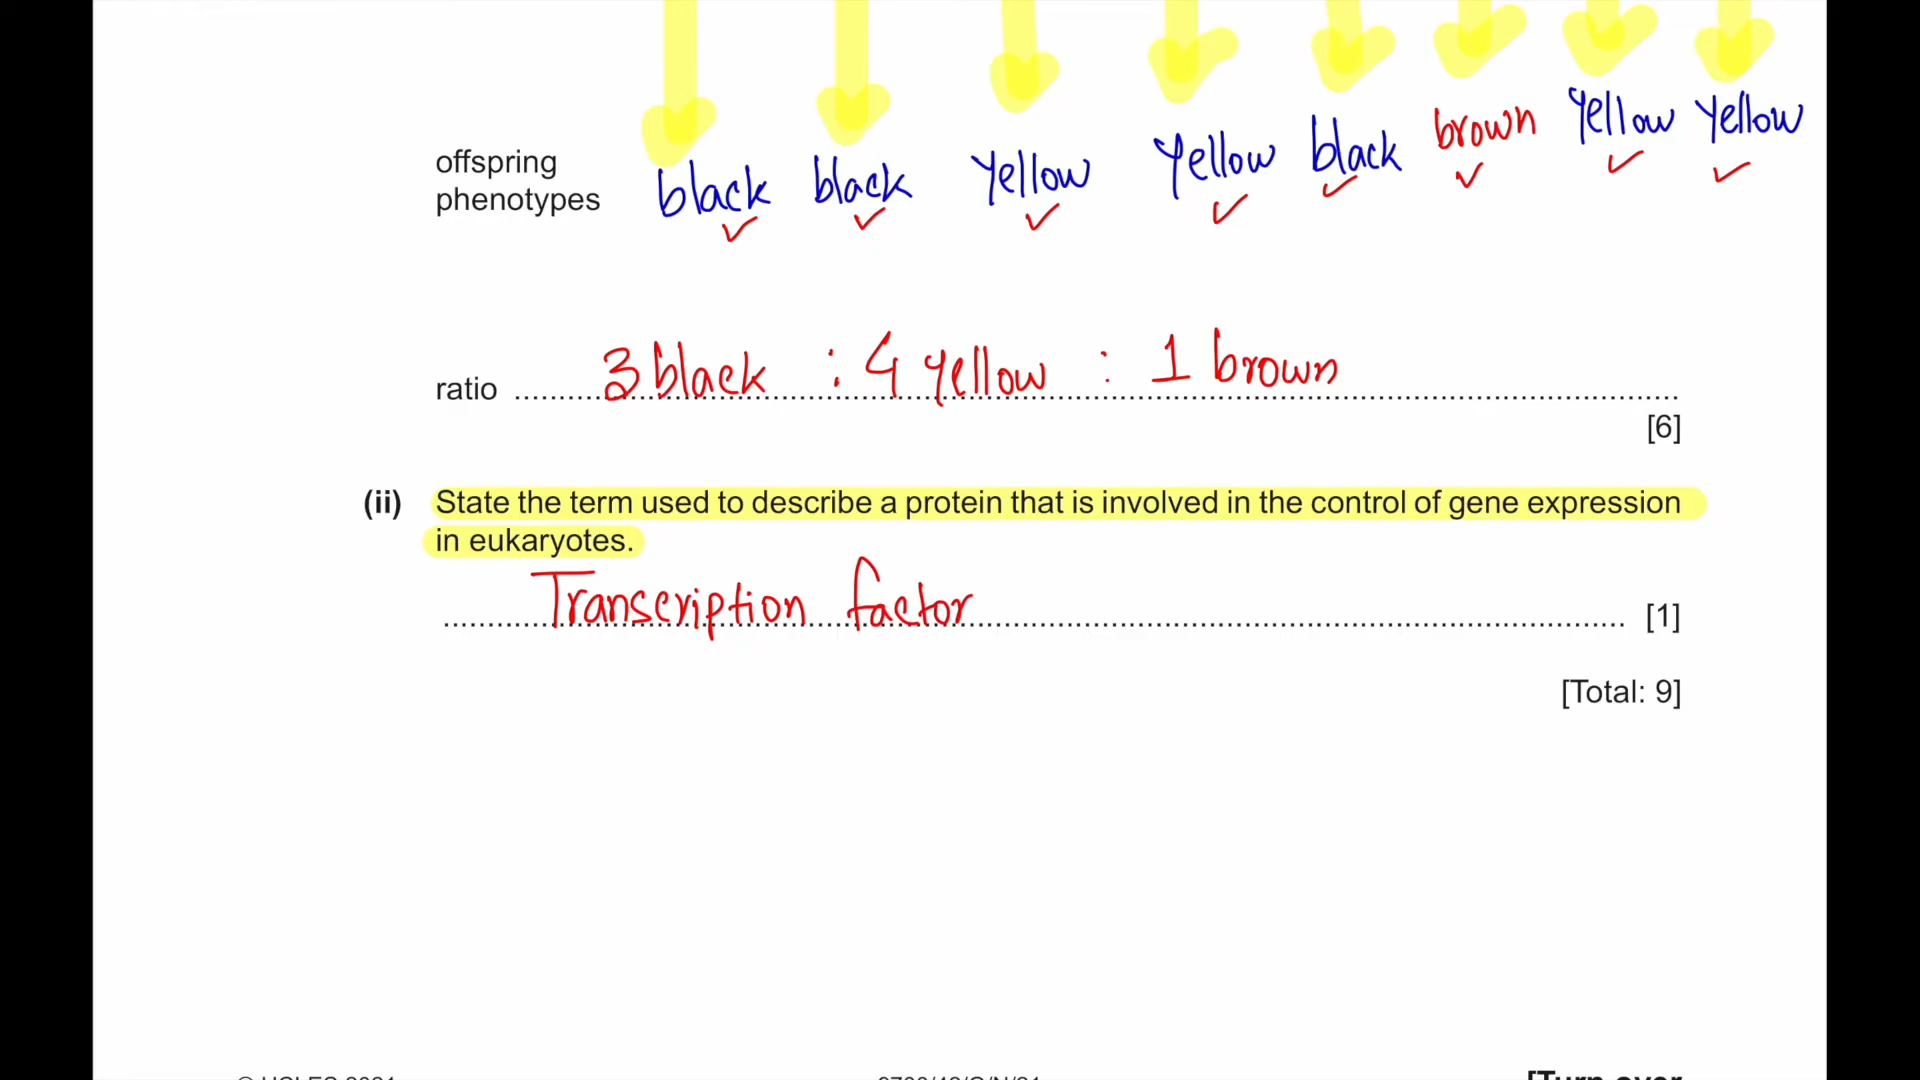 offspring
phenotypes black black Yellow Yellow black brown Yellow Yellow
ratio 3 black : 4 yellow : 1 brown
[6]
(ii) State the term used to describe a protein that is involved in the control of gene expression
in eukaryotes.
Transcription factor [1]
[Total: 9]
[Turn over